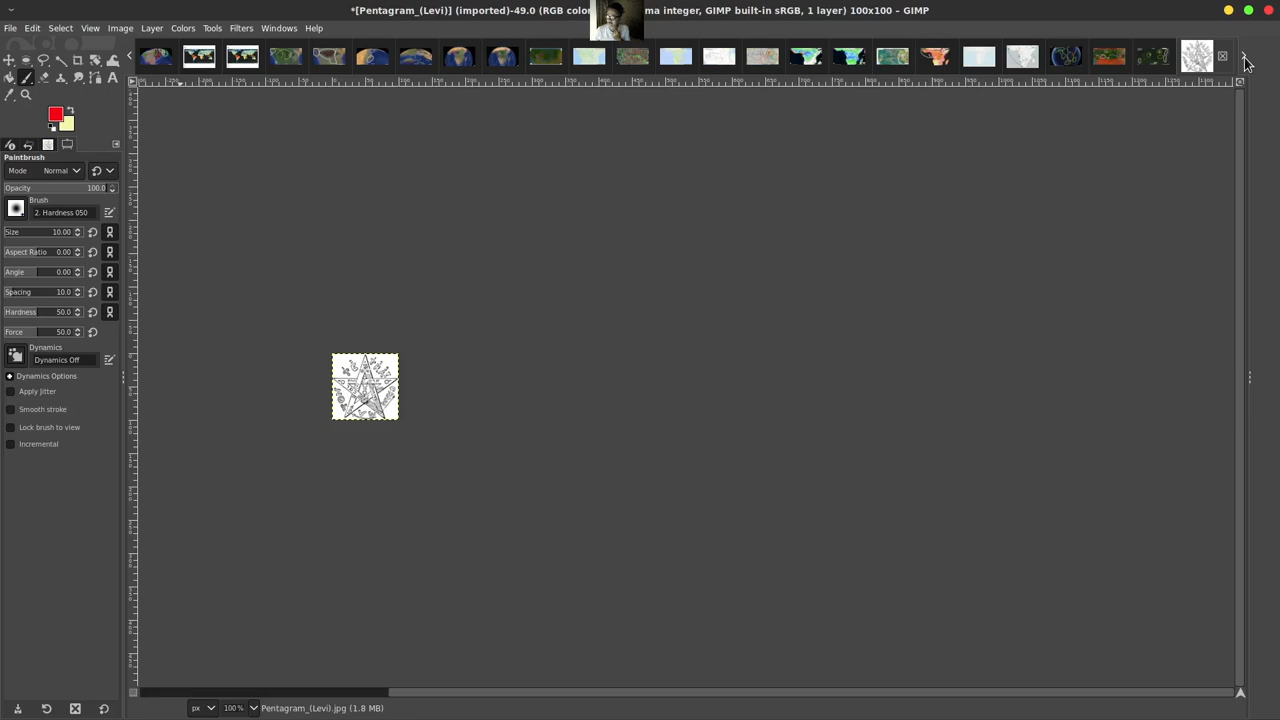 *[Pentagram_(Levi)] (imported)-49.0 (RGB color ma integer, GIMP built-in sRGB, 1 layer) 100x100 – GIMP
File Edit Select View Image Layer Colors Tools Filters Windows Help
Paintbrush
Mode Normal
Opacity 100.0
Brush
2. Hardness 050
Size 10.00
Aspect Ratio 0.00
Angle 0.00
Spacing 10.0
Hardness 50.0
Force 50.0
Dynamics
Dynamics Off
Dynamics Options
Apply Jitter
Smooth stroke
Lock brush to view
Incremental
px 100% Pentagram_(Levi).jpg (1.8 MB)